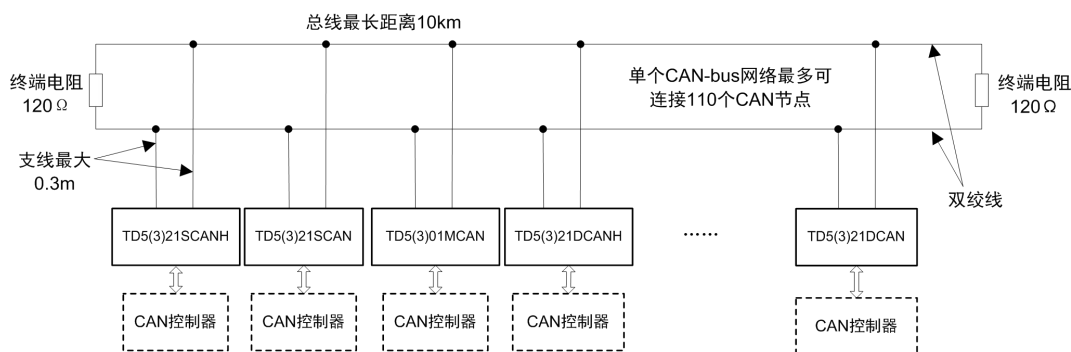 总线最长距离10km
单个CAN-bus网络最多可
连接110个CAN节点
终端电阻
120Ω
终端电阻
120Ω
支线最大
0.3m
双绞线
TD5(3)21SCANH
TD5(3)21SCAN
TD5(3)01MCAN
TD5(3)21DCANH
……
TD5(3)21DCAN
CAN控制器
CAN控制器
CAN控制器
CAN控制器
CAN控制器